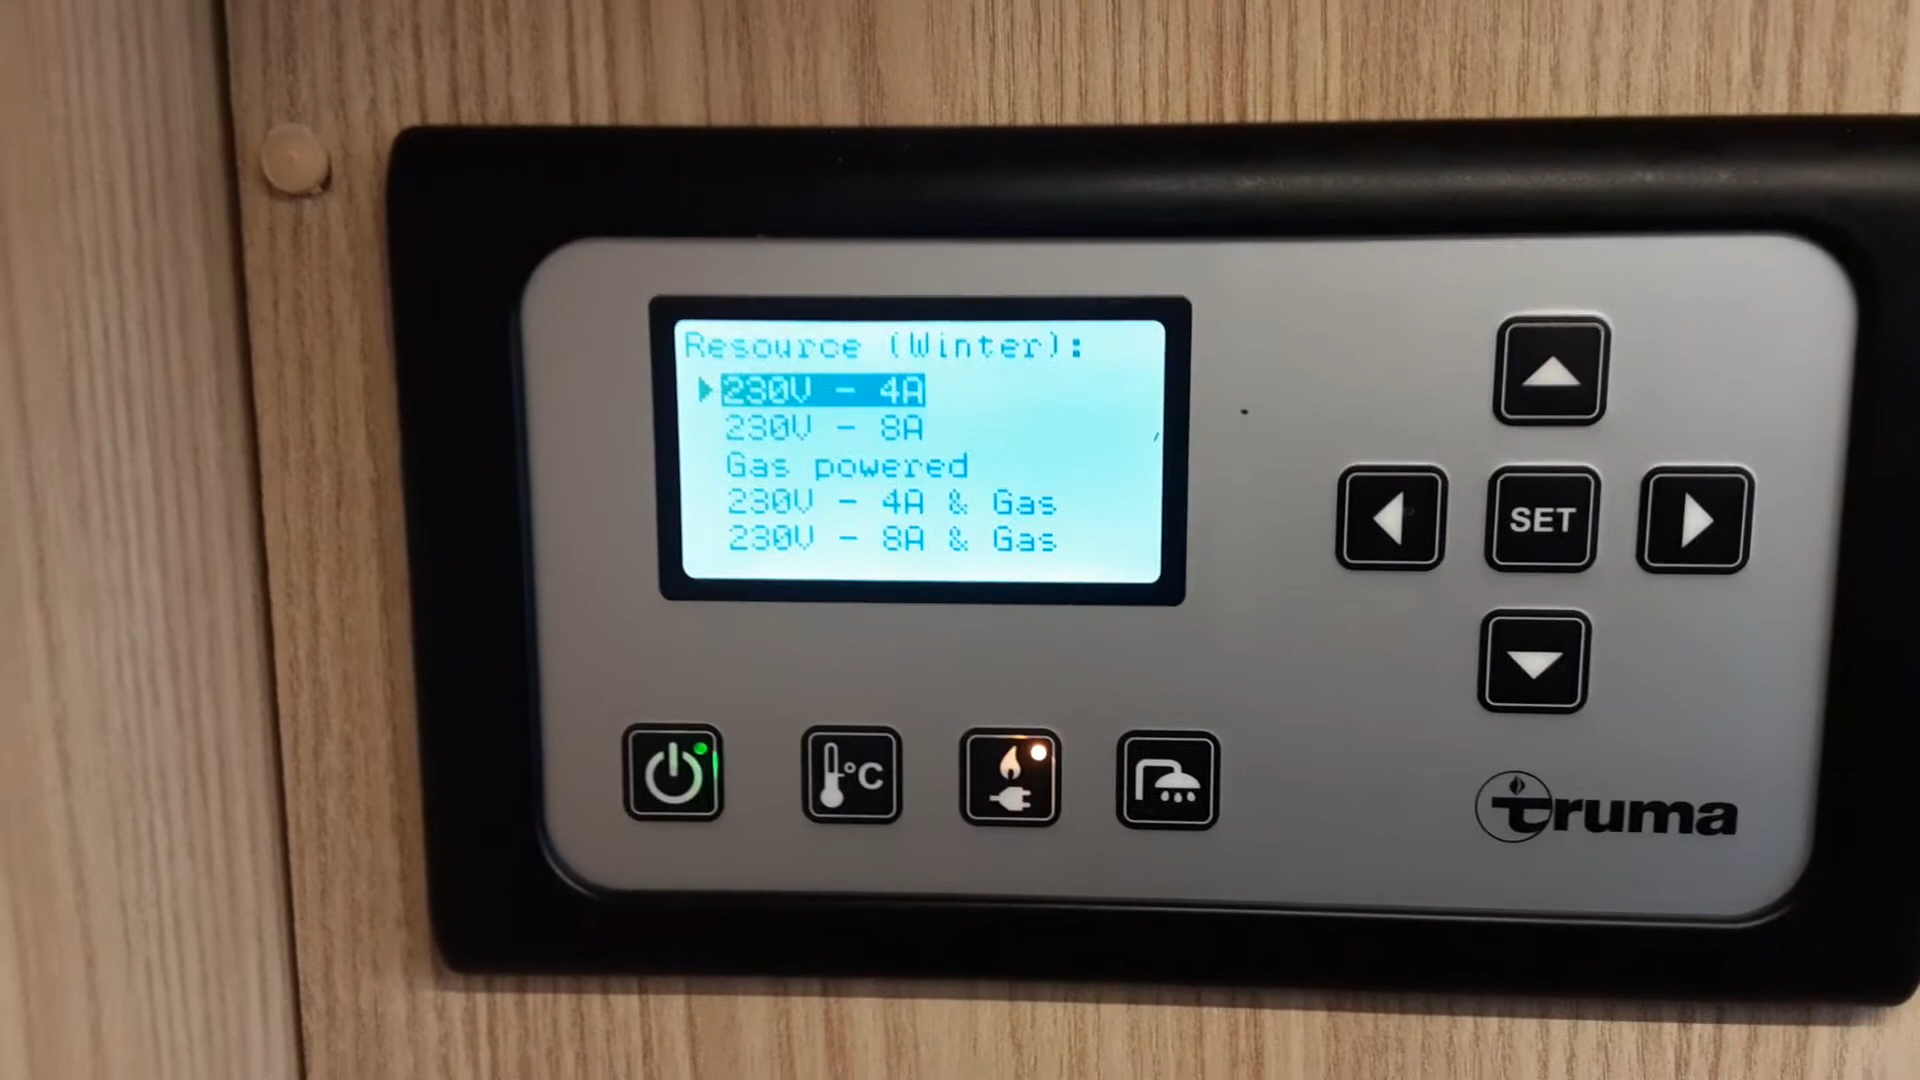 Resource (Winter):
230V - 4A
230V - 8A
Gas powered
230V - 4A & Gas
230V - 8A & Gas
SET
°C
truma